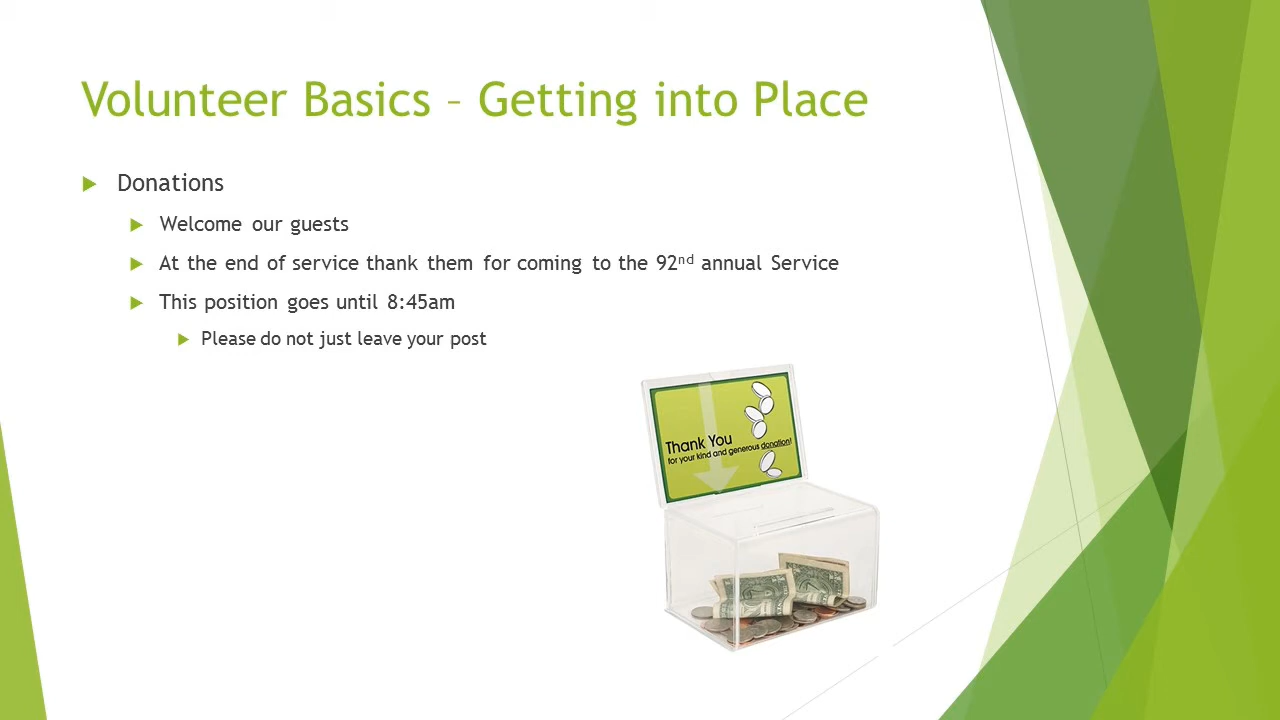 Volunteer Basics – Getting into Place
Donations
Welcome our guests
At the end of service thank them for coming to the 92nd annual Service
This position goes until 8:45am
Please do not just leave your post
Thank You
for your kind and generous donation!